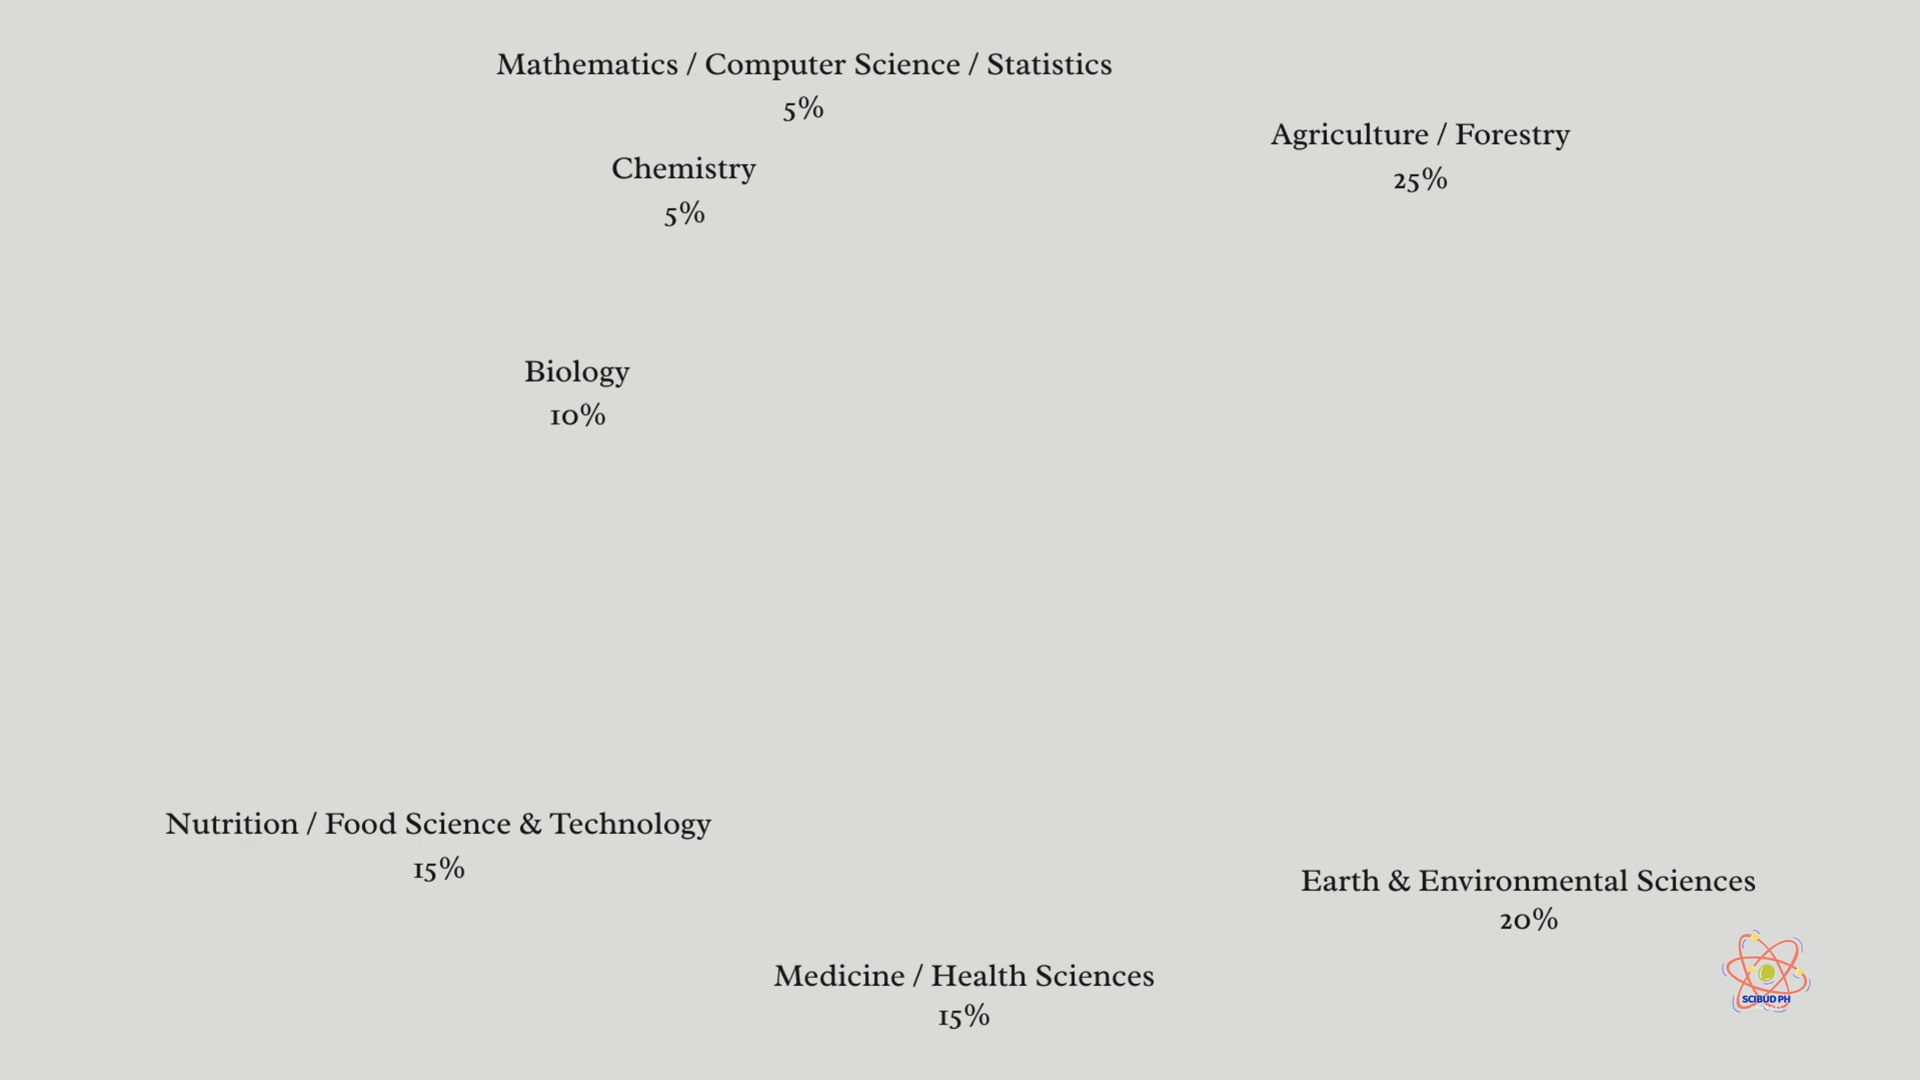 Mathematics / Computer Science / Statistics
5%
Agriculture / Forestry
25%
Chemistry
5%
Biology
10%
Nutrition / Food Science & Technology
15%
Earth & Environmental Sciences
20%
Medicine / Health Sciences
15%
SCIBUD PH